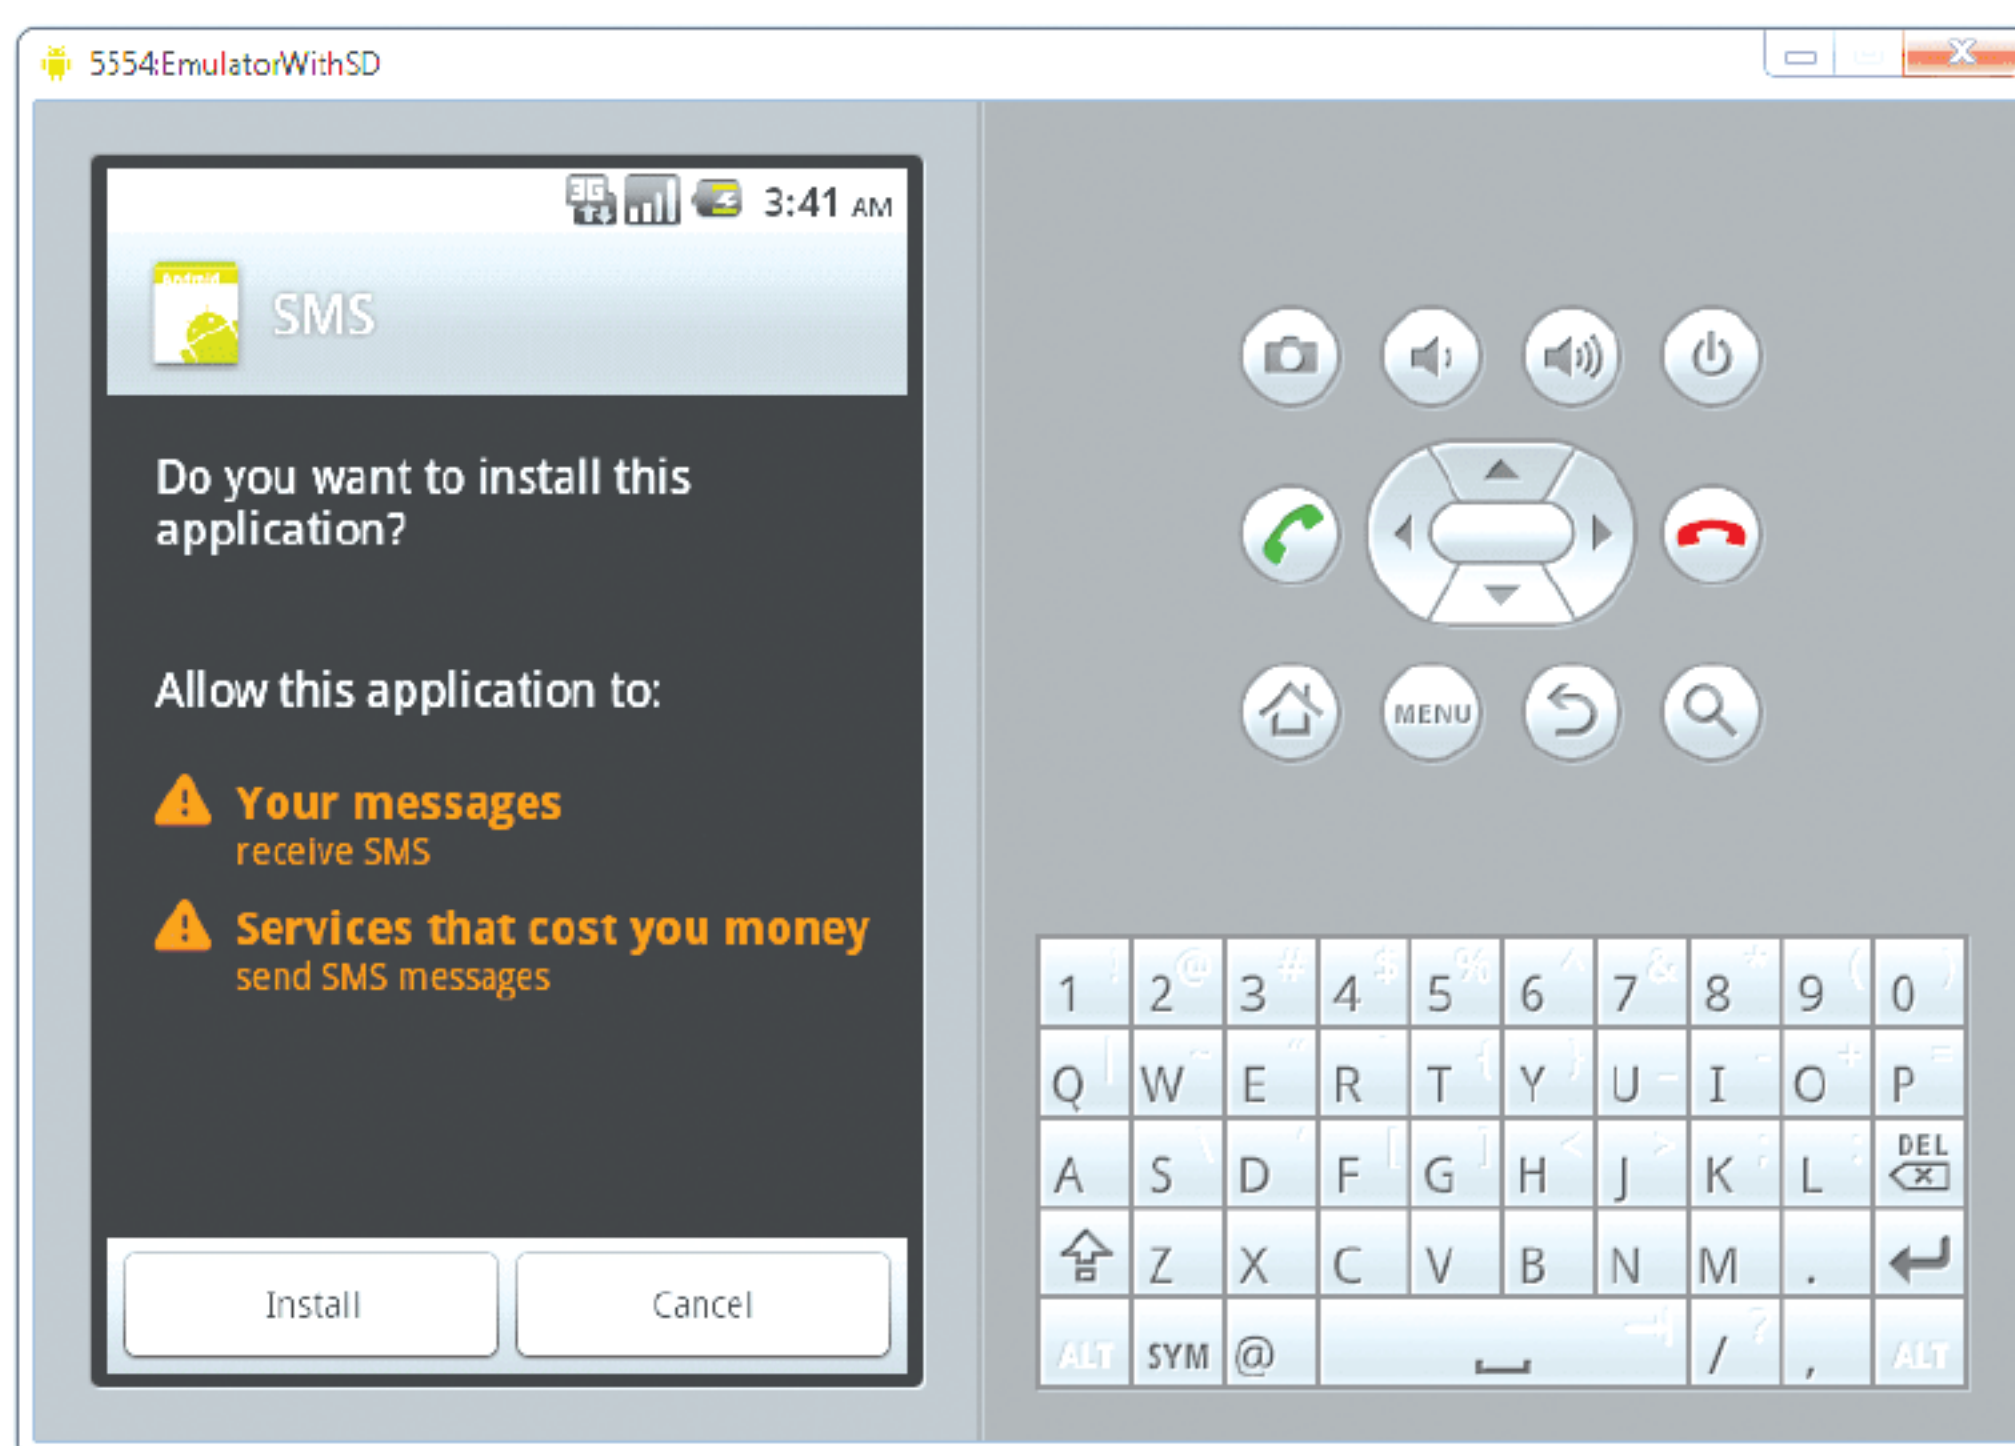 5554:EmulatorWithSD
3G
3:41 AM
Android
SMS
Do you want to install this
application?
Allow this application to:
Your messages
receive SMS
Services that cost you money
send SMS messages
Install
Cancel
MENU
1 ! 2 @ 3 # 4 $ 5 % 6 ^ 7 & 8 * 9 ( 0 )
Q | W ~ E " R ` T { Y } U _ I - O + P =
A S \ D ' F [ G ] H < J > K ; L : DEL
Z X C V B N M .
ALT SYM @ / ? , ALT